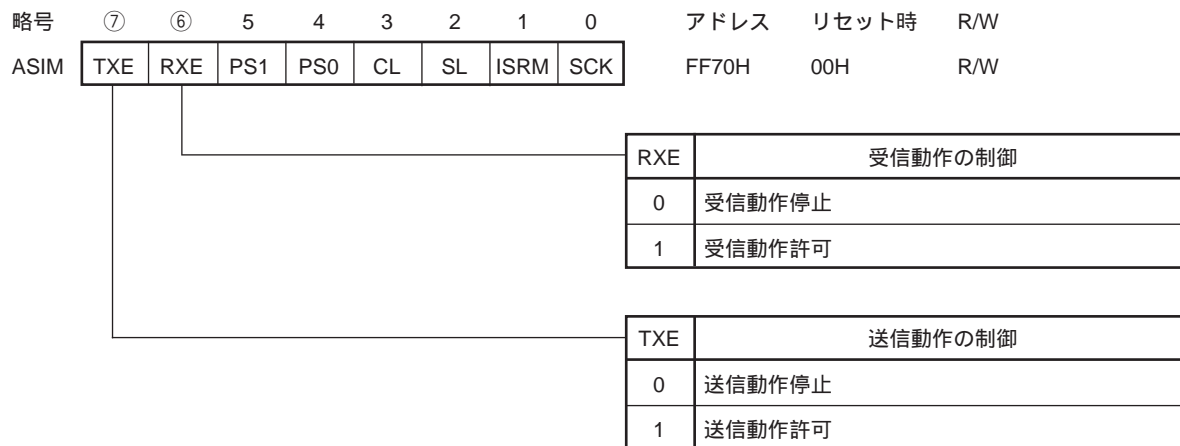 略号 ⑦ ⑥ 5 4 3 2 1 0 アドレス リセット時 R/W
ASIM TXE RXE PS1 PS0 CL SL ISRM SCK FF70H 00H R/W
RXE 受信動作の制御
0 受信動作停止
1 受信動作許可
TXE 送信動作の制御
0 送信動作停止
1 送信動作許可